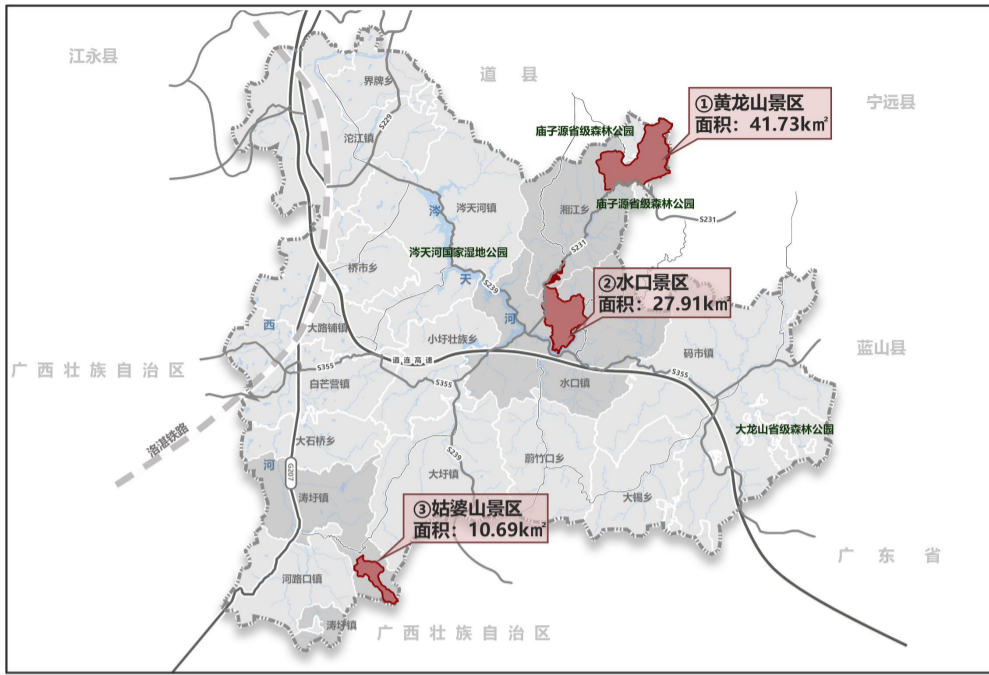 江永县
道县
宁远县
界牌乡
①黄龙山景区
面积：41.73k㎡
S229
沱江镇
庙子源省级森林公园
涔
涔天河镇
湘江乡
庙子源省级森林公园
S231
S231
涔天河国家湿地公园
桥市乡
天
S239
②水口景区
面积：27.91k㎡
西
大路铺镇
河
小圩壮族乡
码市镇
蓝山县
广西壮族自治区
道连高速
S355
S355
S355
白芒营镇
水口镇
洛湛铁路
大龙山省级森林公园
大石桥乡
S239
河
G207
大圩镇
蔚竹口乡
涛圩镇
大锡乡
③姑婆山景区
面积：10.69k㎡
广东省
河路口镇
涛圩镇
广西壮族自治区